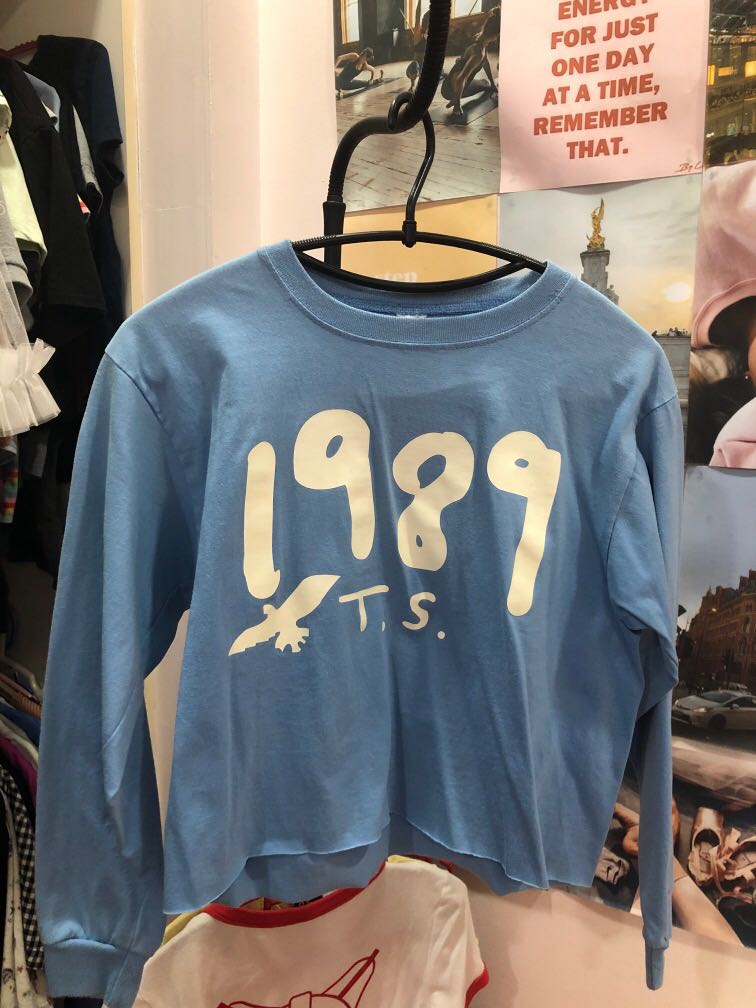 ENERGY
FOR JUST
ONE DAY
AT A TIME,
REMEMBER
THAT.
1989
T.S.